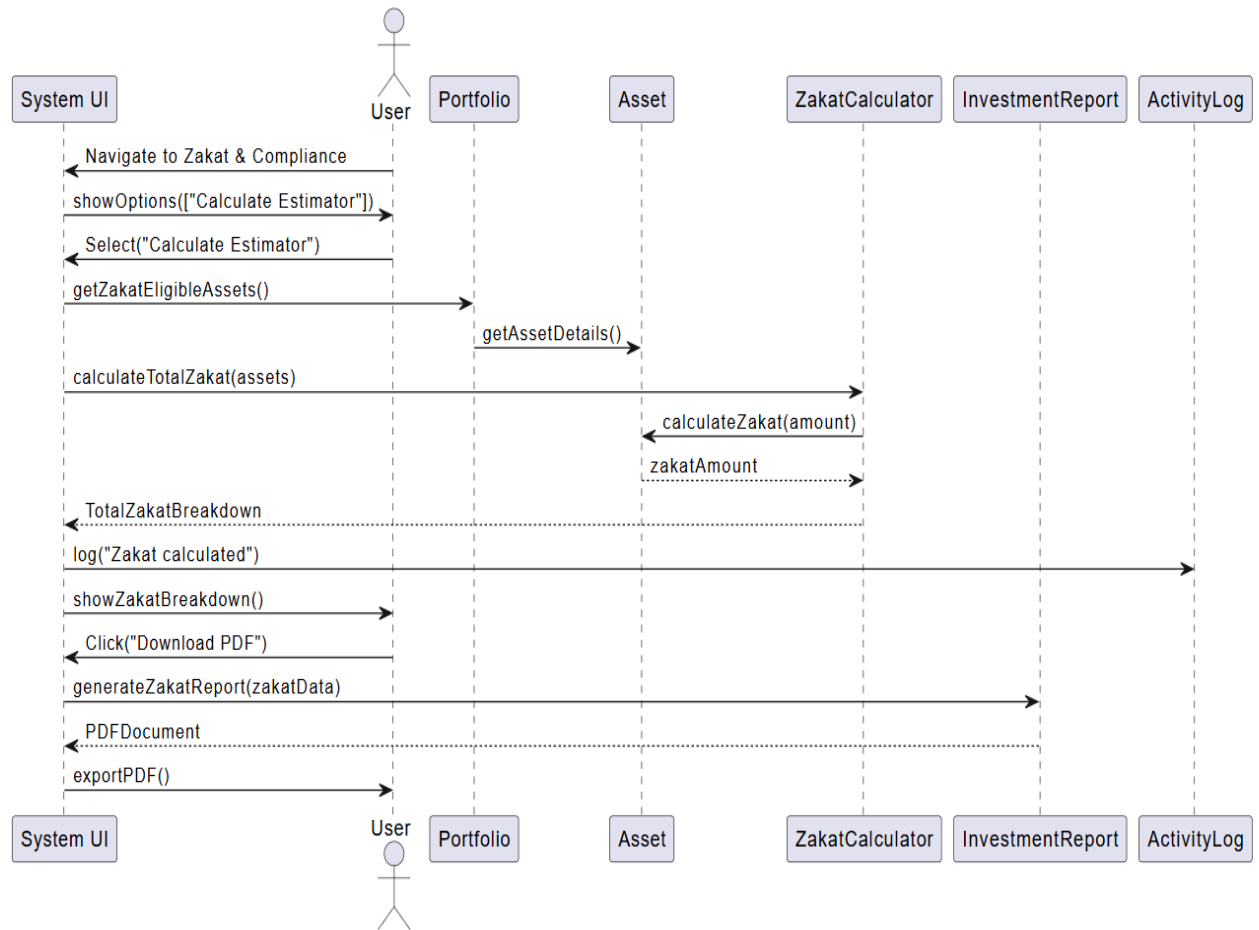 System UI
User
Portfolio
Asset
ZakatCalculator
InvestmentReport
ActivityLog
Navigate to Zakat & Compliance
showOptions(["Calculate Estimator"])
Select("Calculate Estimator")
getZakatEligibleAssets()
getAssetDetails()
calculateTotalZakat(assets)
calculateZakat(amount)
zakatAmount
TotalZakatBreakdown
log("Zakat calculated")
showZakatBreakdown()
Click("Download PDF")
generateZakatReport(zakatData)
PDFDocument
exportPDF()
System UI
User
Portfolio
Asset
ZakatCalculator
InvestmentReport
ActivityLog